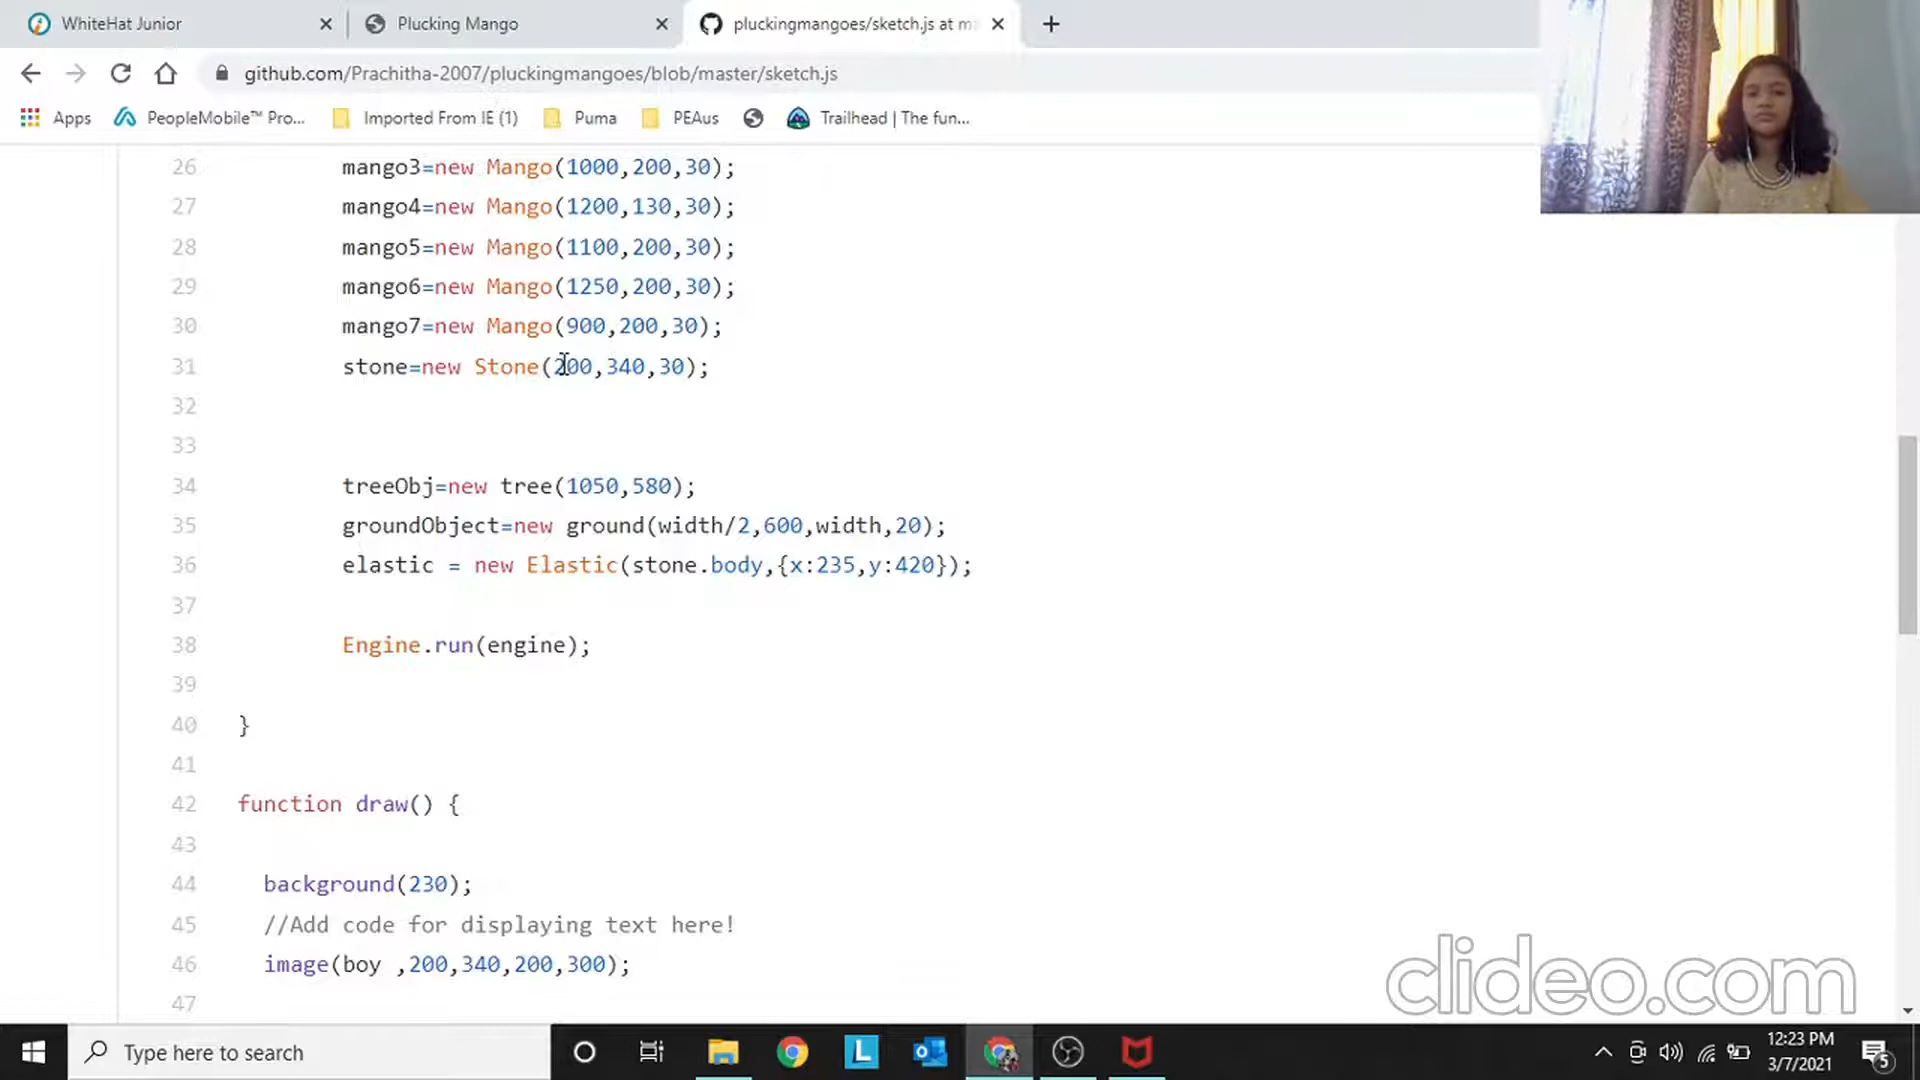 WhiteHat Junior
Plucking Mango
pluckingmangoes/sketch.js at ma
github.com/Prachitha-2007/pluckingmangoes/blob/master/sketch.js
Apps PeopleMobile™ Pro... Imported From IE (1) Puma PEAus Trailhead | The fun...
26 mango3=new Mango(1000,200,30);
27 mango4=new Mango(1200,130,30);
28 mango5=new Mango(1100,200,30);
29 mango6=new Mango(1250,200,30);
30 mango7=new Mango(900,200,30);
31 stone=new Stone(200,340,30);
32
33
34 treeObj=new tree(1050,580);
35 groundObject=new ground(width/2,600,width,20);
36 elastic = new Elastic(stone.body,{x:235,y:420});
37
38 Engine.run(engine);
39
40 }
41
42 function draw() {
43
44 background(230);
45 //Add code for displaying text here!
46 image(boy ,200,340,200,300);
47
clideo.com
Type here to search
L
12:23 PM
3/7/2021
5